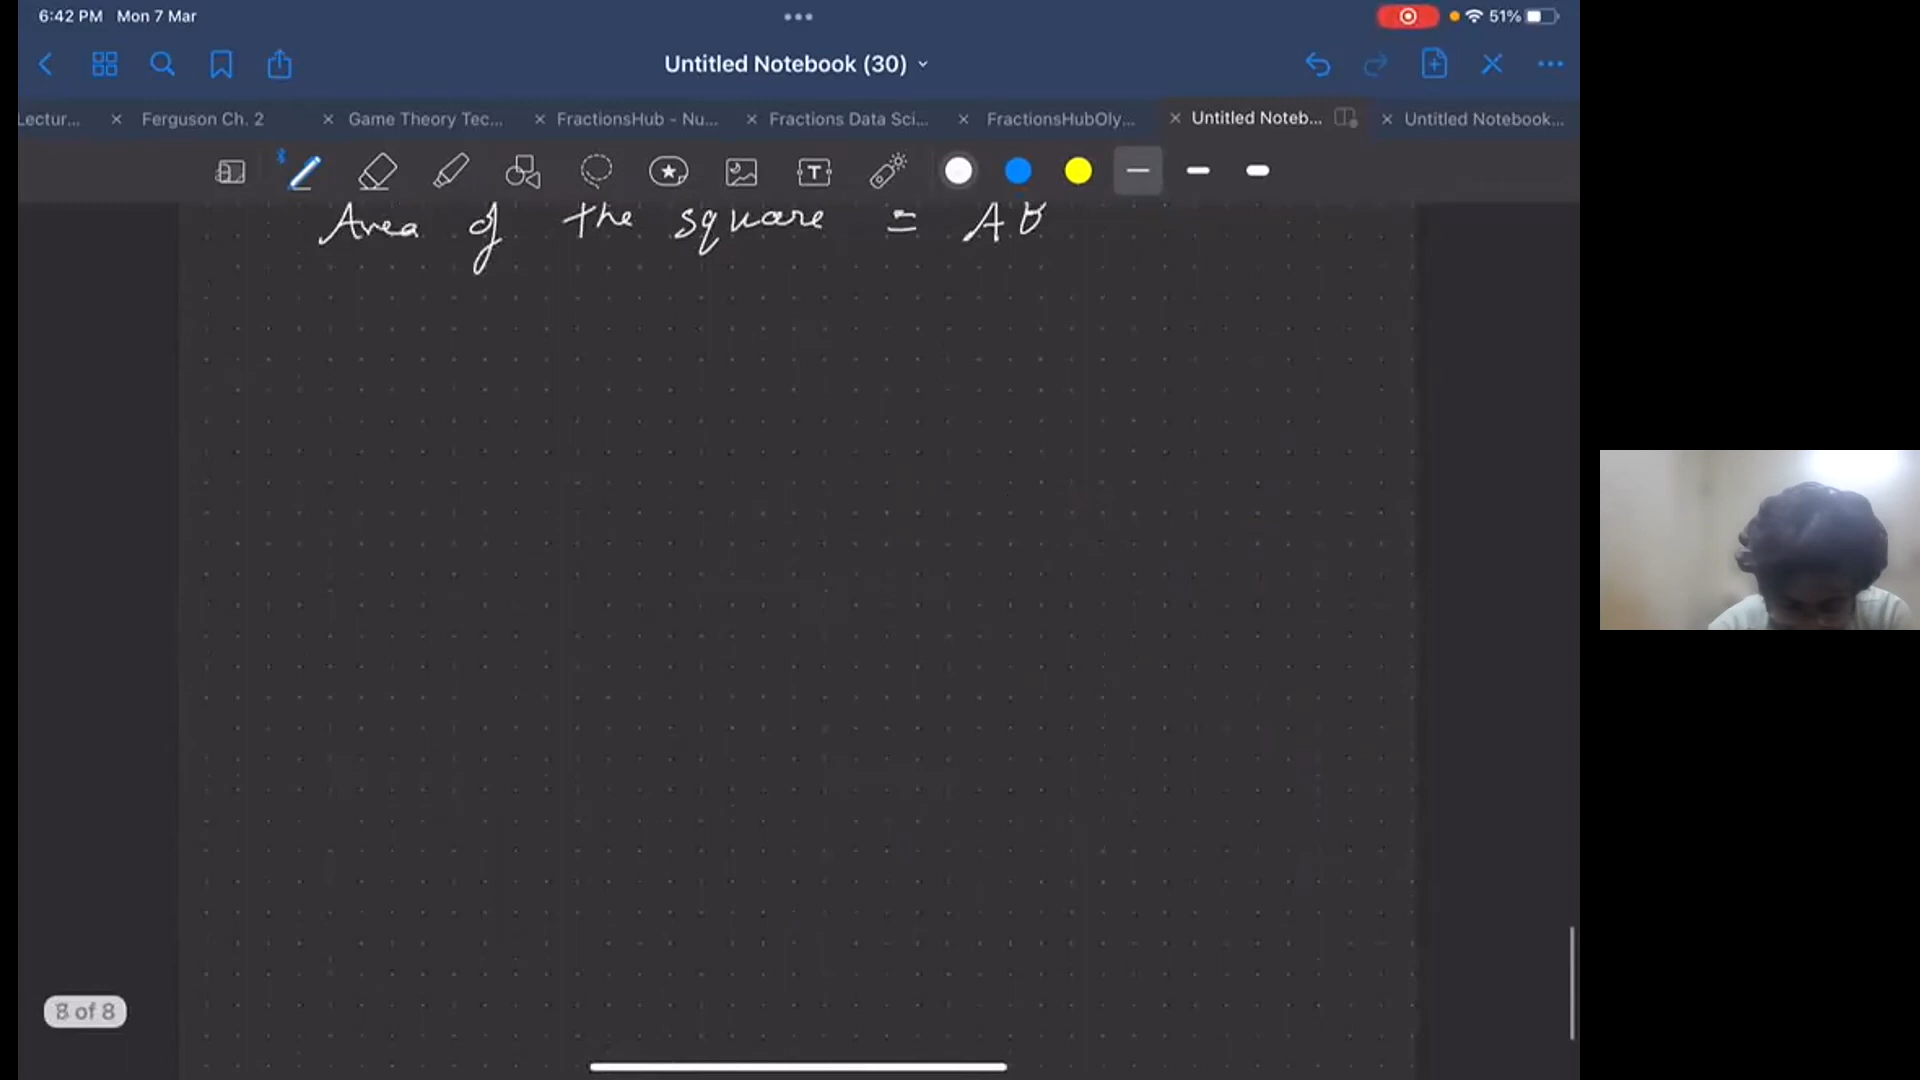 6:42 PM Mon 7 Mar
51%
Untitled Notebook (30)
Lectur... Ferguson Ch. 2 Game Theory Tec... FractionsHub - Nu... Fractions Data Sci... FractionsHubOly... Untitled Noteb... Untitled Notebook...
T
Area of the square = AB
8 of 8